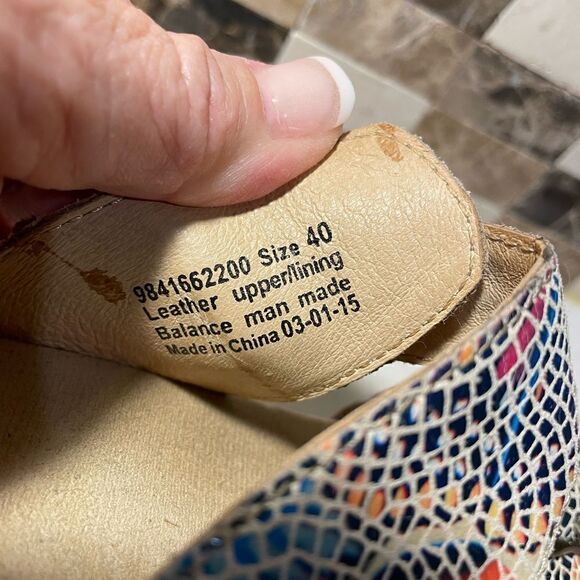 9841662200 Size 40
Leather upper/lining
Balance man made
Made in China 03-01-15